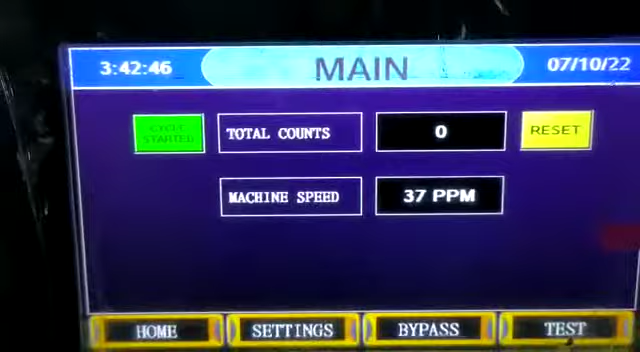 3:42:46 MAIN 07/10/22
CYCLE
STARTED
TOTAL COUNTS 0 RESET
MACHINE SPEED 37 PPM
HOME SETTINGS BYPASS TEST